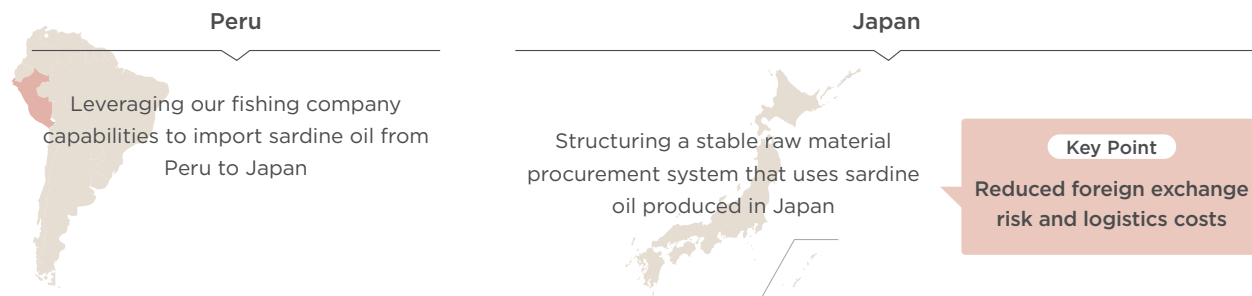 Peru
Leveraging our fishing company
capabilities to import sardine oil from
Peru to Japan
Japan
Structuring a stable raw material
procurement system that uses sardine
oil produced in Japan
Key Point
Reduced foreign exchange
risk and logistics costs